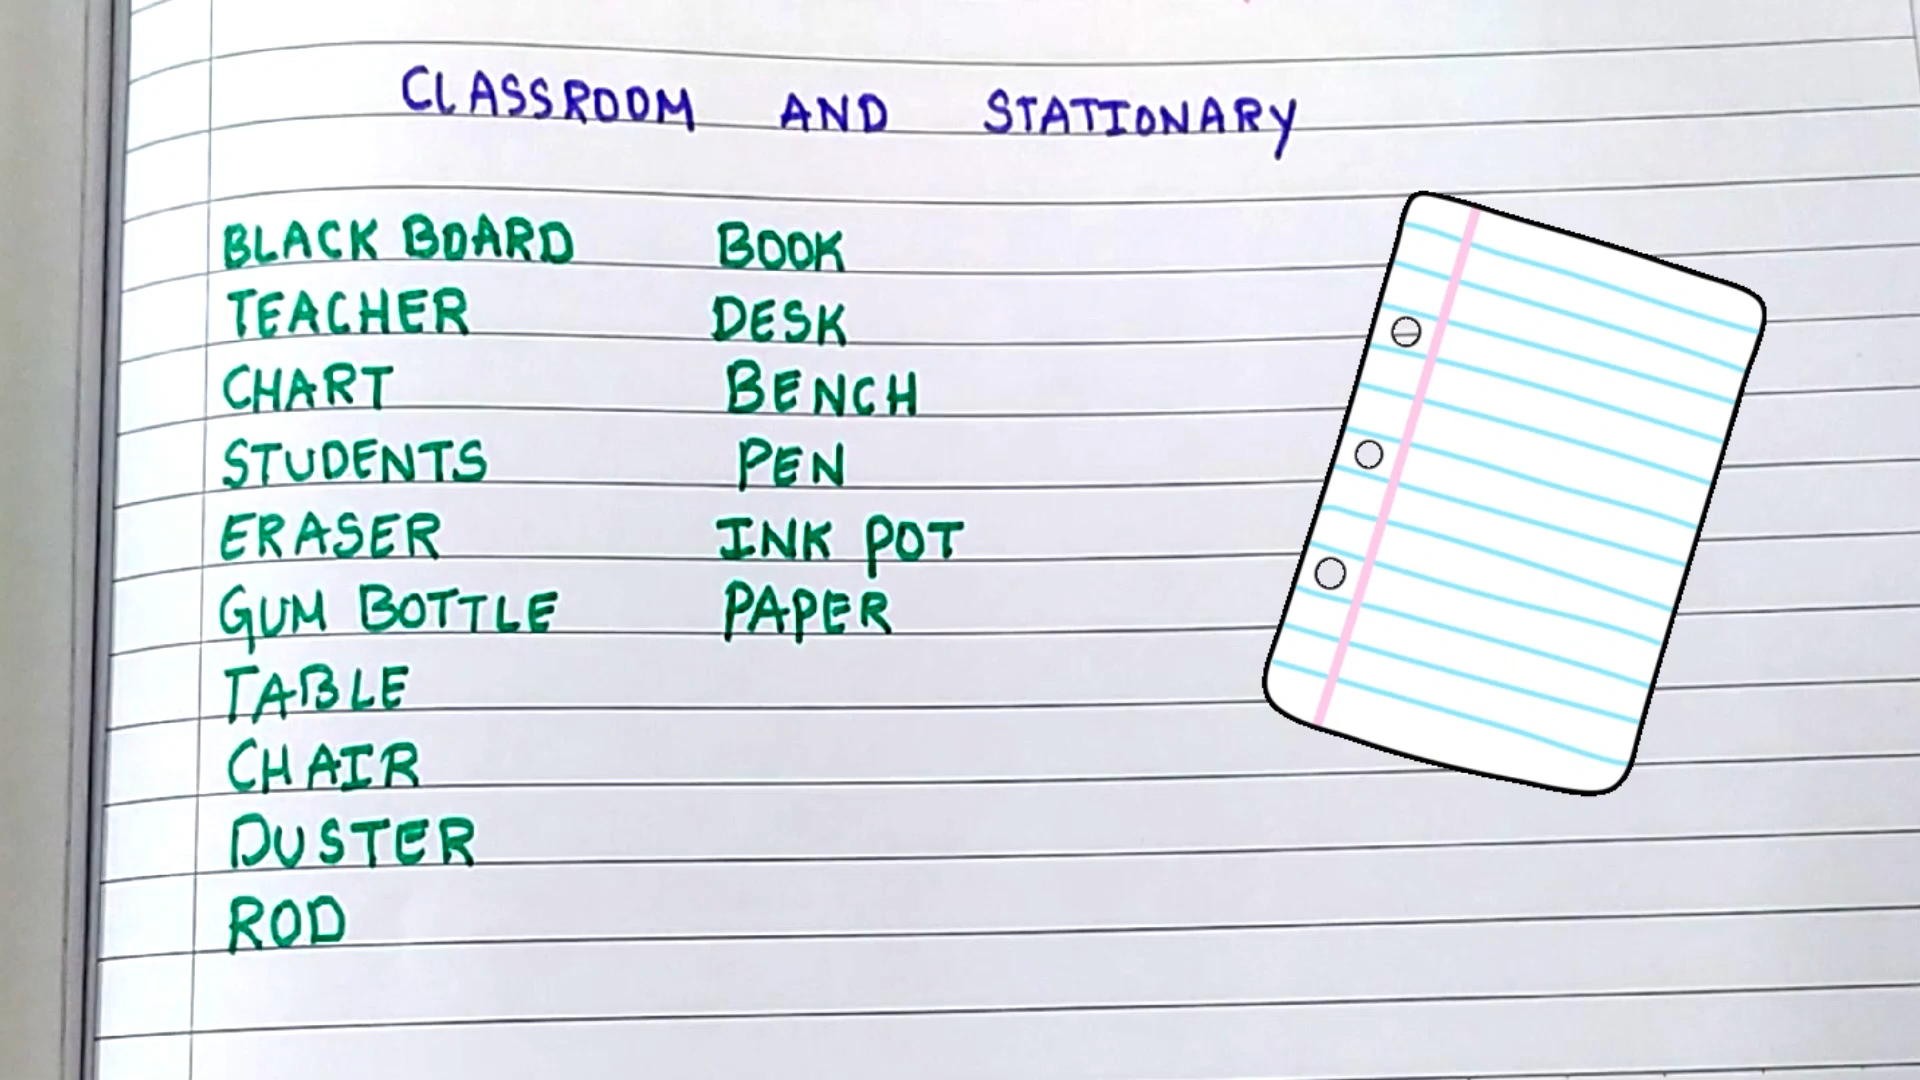 CLASSROOM AND STATIONARY
BLACK BOARD
TEACHER
CHART
STUDENTS
ERASER
GUM BOTTLE
TABLE
CHAIR
DUSTER
ROD
BOOK
DESK
BENCH
PEN
INK POT
PAPER